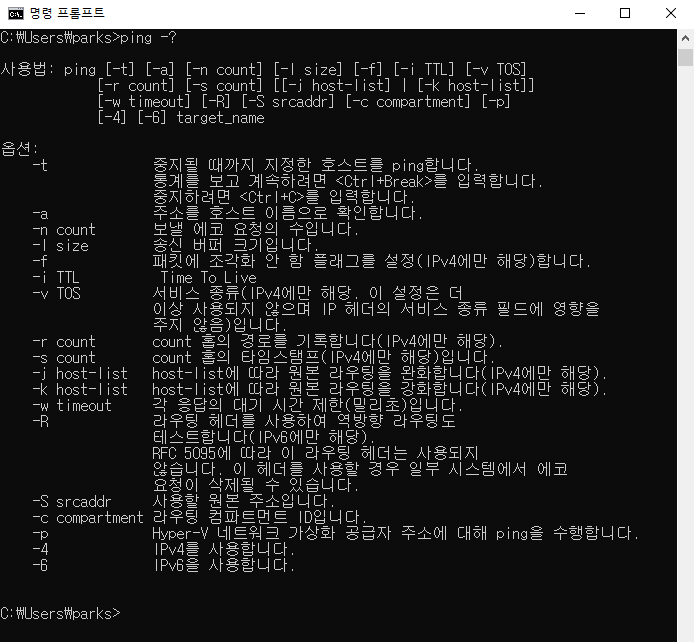 명령 프롬프트
C:₩Users₩parks>ping -?
사용법: ping [-t] [-a] [-n count] [-l size] [-f] [-i TTL] [-v TOS]
[-r count] [-s count] [[-j host-list] | [-k host-list]]
[-w timeout] [-R] [-S srcaddr] [-c compartment] [-p]
[-4] [-6] target_name
옵션:
-t 중지될 때까지 지정한 호스트를 ping합니다.
통계를 보고 계속하려면 <Ctrl+Break>를 입력합니다.
중지하려면 <Ctrl+C>를 입력합니다.
-a 주소를 호스트 이름으로 확인합니다.
-n count 보낼 에코 요청의 수입니다.
-l size 송신 버퍼 크기입니다.
-f 패킷에 조각화 안 함 플래그를 설정(IPv4에만 해당)합니다.
-i TTL Time To Live
-v TOS 서비스 종류(IPv4에만 해당. 이 설정은 더
이상 사용되지 않으며 IP 헤더의 서비스 종류 필드에 영향을
주지 않음)입니다.
-r count count 홉의 경로를 기록합니다(IPv4에만 해당).
-s count count 홉의 타임스탬프(IPv4에만 해당)입니다.
-j host-list host-list에 따라 원본 라우팅을 완화합니다(IPv4에만 해당).
-k host-list host-list에 따라 원본 라우팅을 강화합니다(IPv4에만 해당).
-w timeout 각 응답의 대기 시간 제한(밀리초)입니다.
-R 라우팅 헤더를 사용하여 역방향 라우팅도
테스트합니다(IPv6에만 해당).
RFC 5095에 따라 이 라우팅 헤더는 사용되지
않습니다. 이 헤더를 사용할 경우 일부 시스템에서 에코
요청이 삭제될 수 있습니다.
-S srcaddr 사용할 원본 주소입니다.
-c compartment 라우팅 컴파트먼트 ID입니다.
-p Hyper-V 네트워크 가상화 공급자 주소에 대해 ping을 수행합니다.
-4 IPv4를 사용합니다.
-6 IPv6을 사용합니다.
C:₩Users₩parks>